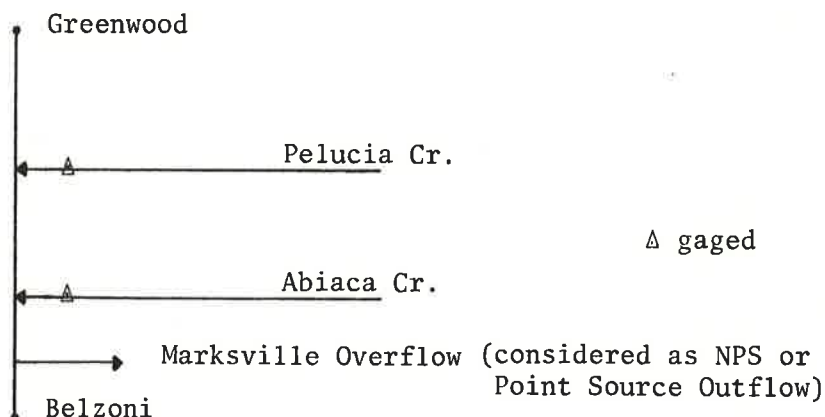 Greenwood
Pelucia Cr.
Δ gaged
Abiaca Cr.
Marksville Overflow (considered as NPS or
Point Source Outflow)
Belzoni